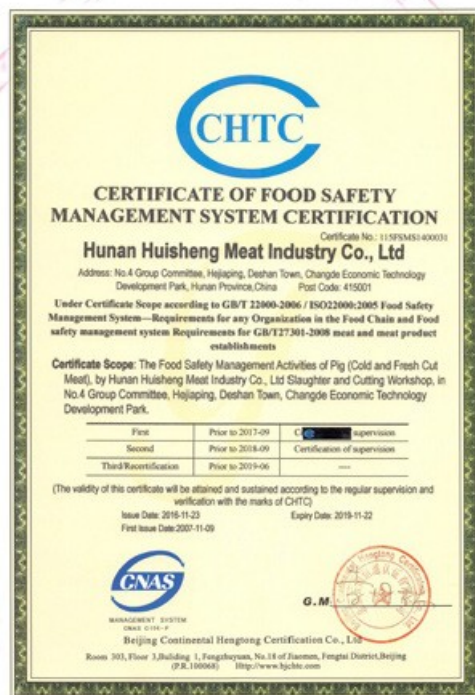 CHTC
CERTIFICATE OF FOOD SAFETY
MANAGEMENT SYSTEM CERTIFICATION
Certificate No.: 115FSMS1400031
Hunan Huisheng Meat Industry Co., Ltd
Address: No.4 Group Committee, Hejiaping, Deshan Town, Changde Economic Technology
Development Park, Hunan Province,China Post Code: 415001
Under Certificate Scope according to GB/T 22000-2006 / ISO22000:2005 Food Safety
Management System—Requirements for any Organization in the Food Chain and Food
safety management system Requirements for GB/T27301-2008 meat and meat product
establishments
Certificate Scope: The Food Safety Management Activities of Pig (Cold and Fresh Cut
Meat), by Hunan Huisheng Meat Industry Co., Ltd Slaughter and Cutting Workshop, in
No.4 Group Committee, Hejiaping, Deshan Town, Changde Economic Technology
Development Park.
First Prior to 2017-09 supervision
Second Prior to 2018-09 Certification of supervision
Third/Recertification Prior to 2019-06 —
(The validity of this certificate will be attained and sustained according to the regular supervision and
verification with the marks of CHTC)
Issue Date: 2016-11-23 Expiry Date: 2019-11-22
First Issue Date:2007-11-09
CNAS
MANAGEMENT SYSTEM
G.M.
Beijing Continental Hengtong Certification Co., Ltd
Room 303, Floor 3,Buliding 1, Fengzhuyuan, No.18 of Jiaomen, Fengtai District,Beijing
(P.R.100068) Http://www.bjchtc.com